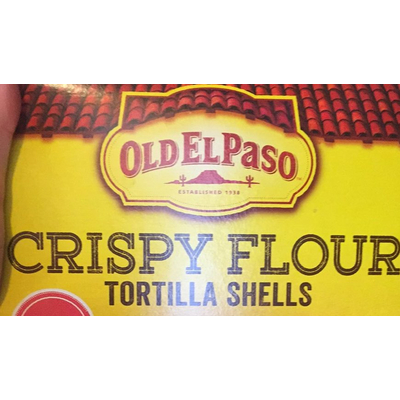 OLD EL PASO
ESTABLISHED 1938
CRISPY FLOUR
TORTILLA SHELLS